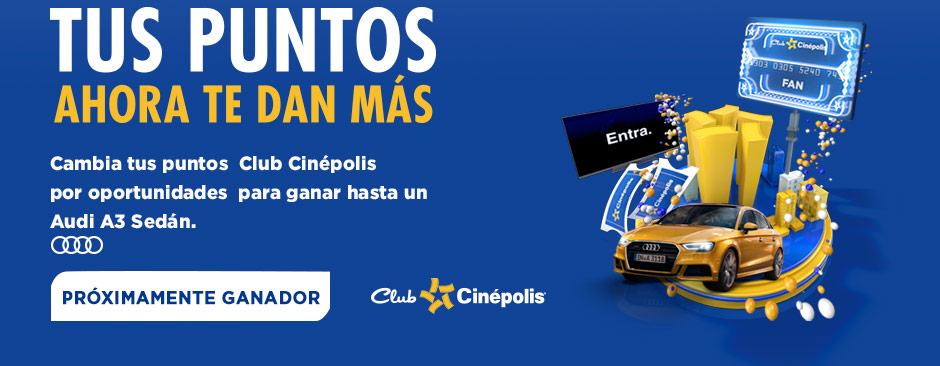 TUS PUNTOS
AHORA TE DAN MÁS
Cambia tus puntos Club Cinépolis
por oportunidades para ganar hasta un
Audi A3 Sedán.
PRÓXIMAMENTE GANADOR
Club Cinépolis
Club Cinépolis
FAN
Entra.
Cinépolis